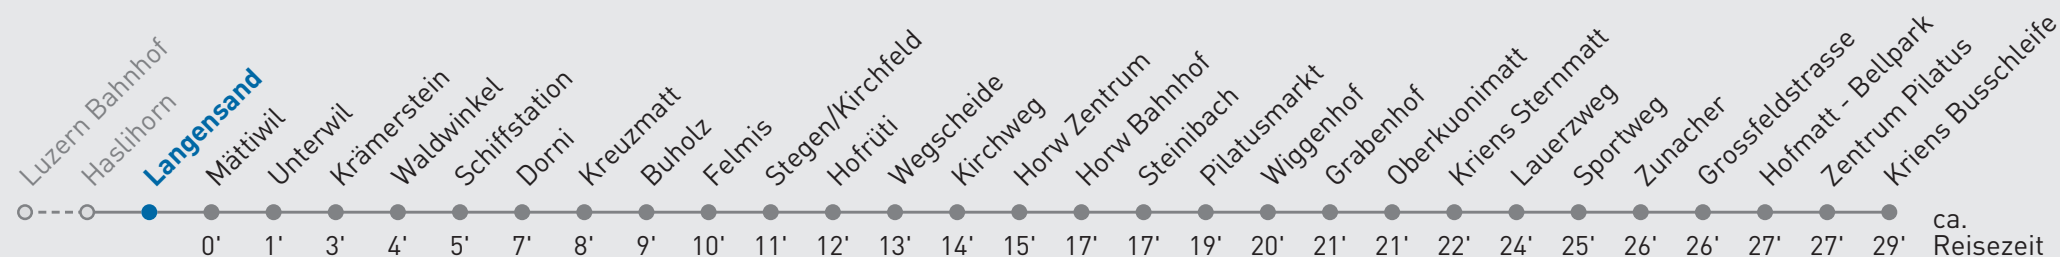 Luzern Bahnhof
Haslihorn
Langensand
Mättiwil
Unterwil
Krämerstein
Waldwinkel
Schiffstation
Dorni
Kreuzmatt
Buholz
Felmis
Stegen/Kirchfeld
Hofrüti
Wegscheide
Kirchweg
Horw Zentrum
Horw Bahnhof
Steinibach
Pilatusmarkt
Wiggenhof
Grabenhof
Oberkuonimatt
Kriens Sternmatt
Lauerzweg
Sportweg
Zunacher
Grossfeldstrasse
Hofmatt - Bellpark
Zentrum Pilatus
Kriens Busschleife
ca.
0' 1' 3' 4' 5' 7' 8' 9' 10' 11' 12' 13' 14' 15' 17' 17' 19' 20' 21' 21' 22' 24' 25' 26' 26' 27' 27' 29' Reisezeit